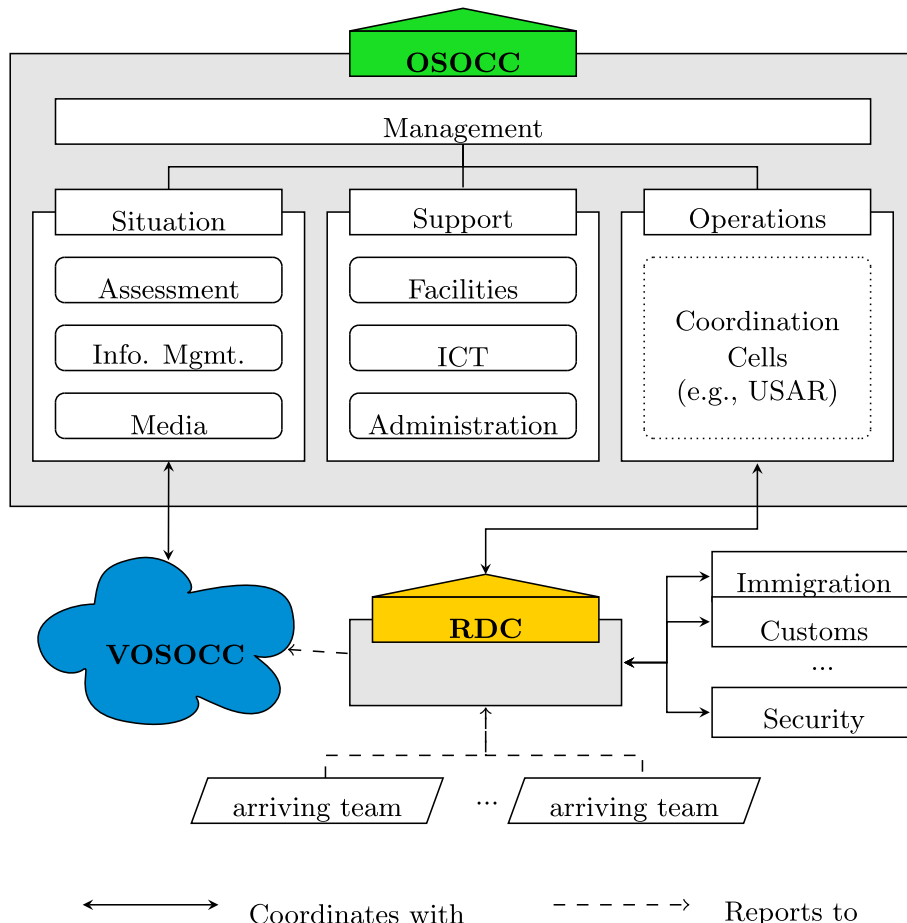 OSOCC
Management
Situation
Support
Operations
Assessment
Facilities
Coordination
Cells
(e.g., USAR)
Info. Mgmt.
ICT
Media
Administration
VOSOCC
RDC
Immigration
Customs
...
Security
arriving team
...
arriving team
Coordinates with
Reports to